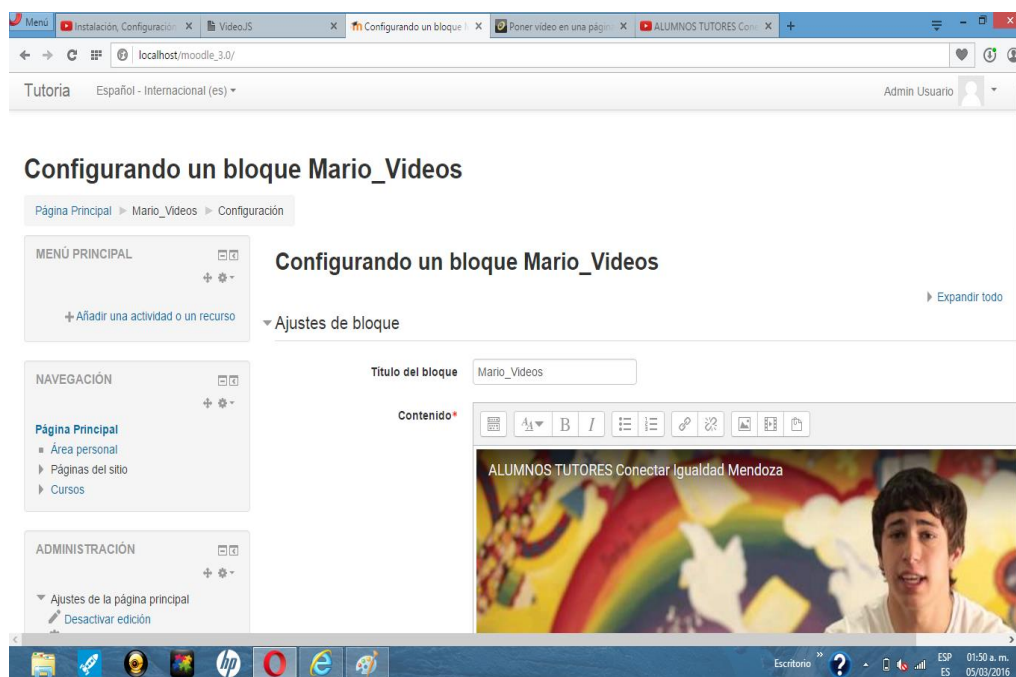 Menú Instalación, Configuración VideoJS Configurando un bloque Poner vídeo en una página ALUMNOS TUTORES Con
localhost/moodle_3.0/
Tutoria Español - Internacional (es) Admin Usuario
Configurando un bloque Mario_Videos
Página Principal Mario_Videos Configuración
MENÚ PRINCIPAL
Añadir una actividad o un recurso
NAVEGACIÓN
Página Principal
Área personal
Páginas del sitio
Cursos
ADMINISTRACIÓN
Ajustes de la página principal
Desactivar edición
Configurando un bloque Mario_Videos
Expandir todo
Ajustes de bloque
Título del bloque Mario_Videos
Contenido*
B I
ALUMNOS TUTORES Conectar Igualdad Mendoza
Escritorio ESP 01:50 a. m.
ES 05/03/2016